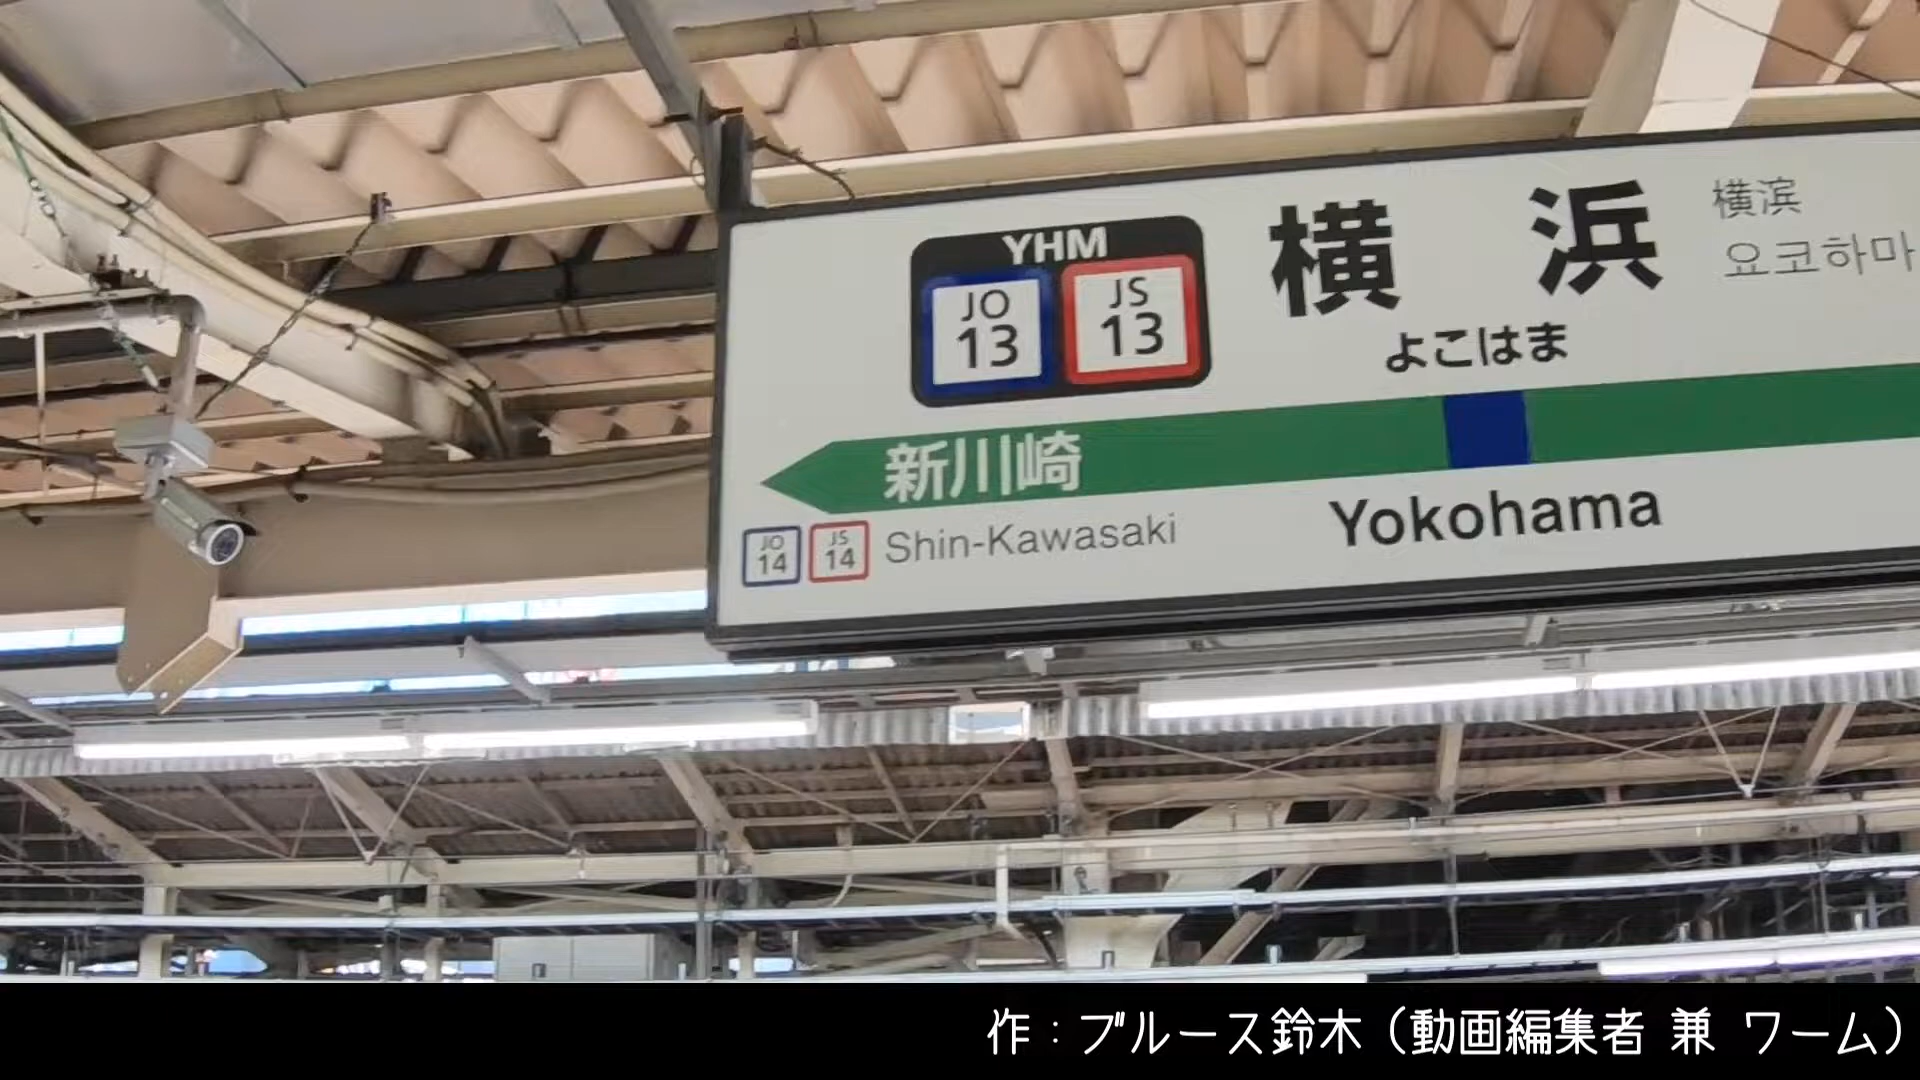 YHM
JO 13
JS 13
横浜
横滨
요코하마
よこはま
新川崎
JO 14
JS 14
Shin-Kawasaki
Yokohama
作：ブルース鈴木（動画編集者 兼 ワーム）